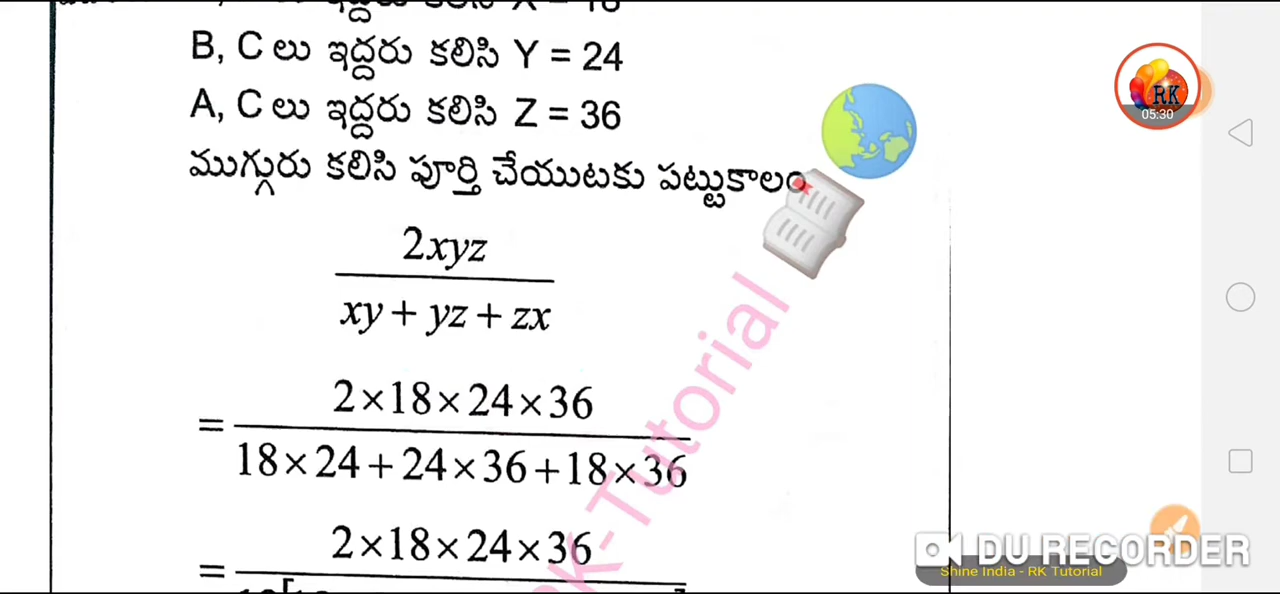 B, C లు ఇద్దరు కలిసి Y = 24
A, C లు ఇద్దరు కలిసి Z = 36
ముగ్గురు కలిసి పూర్తి చేయుటకు పట్టుకాలం
2xyz
xy + yz + zx
= 2×18×24×36
18×24+24×36+18×36
= 2×18×24×36
RK
05:30
RK-Tutorial
DU RECORDER
Shine India - RK Tutorial